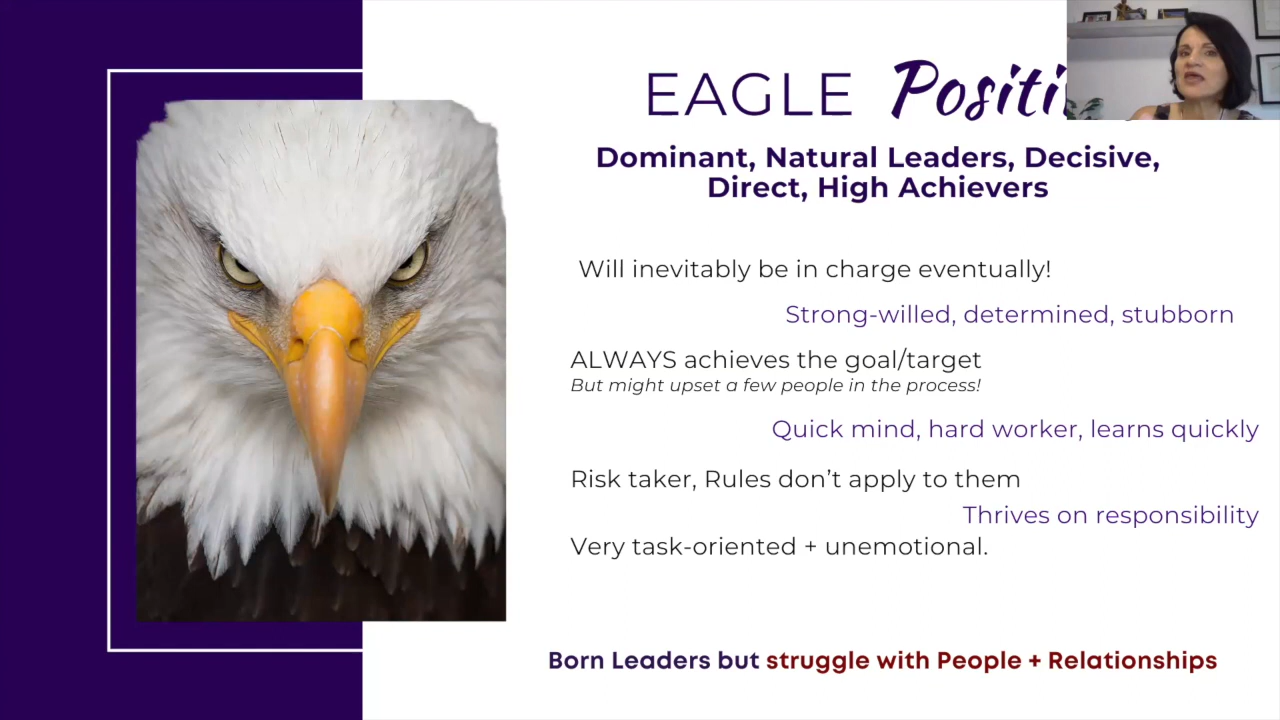 EAGLE
Dominant, Natural Leaders, Decisive,
Direct, High Achievers
Will inevitably be in charge eventually!
Strong-willed, determined, stubborn
ALWAYS achieves the goal/target
But might upset a few people in the process!
Quick mind, hard worker, learns quickly
Risk taker, Rules don’t apply to them
Thrives on responsibility
Very task-oriented + unemotional.
Born Leaders but struggle with People + Relationships